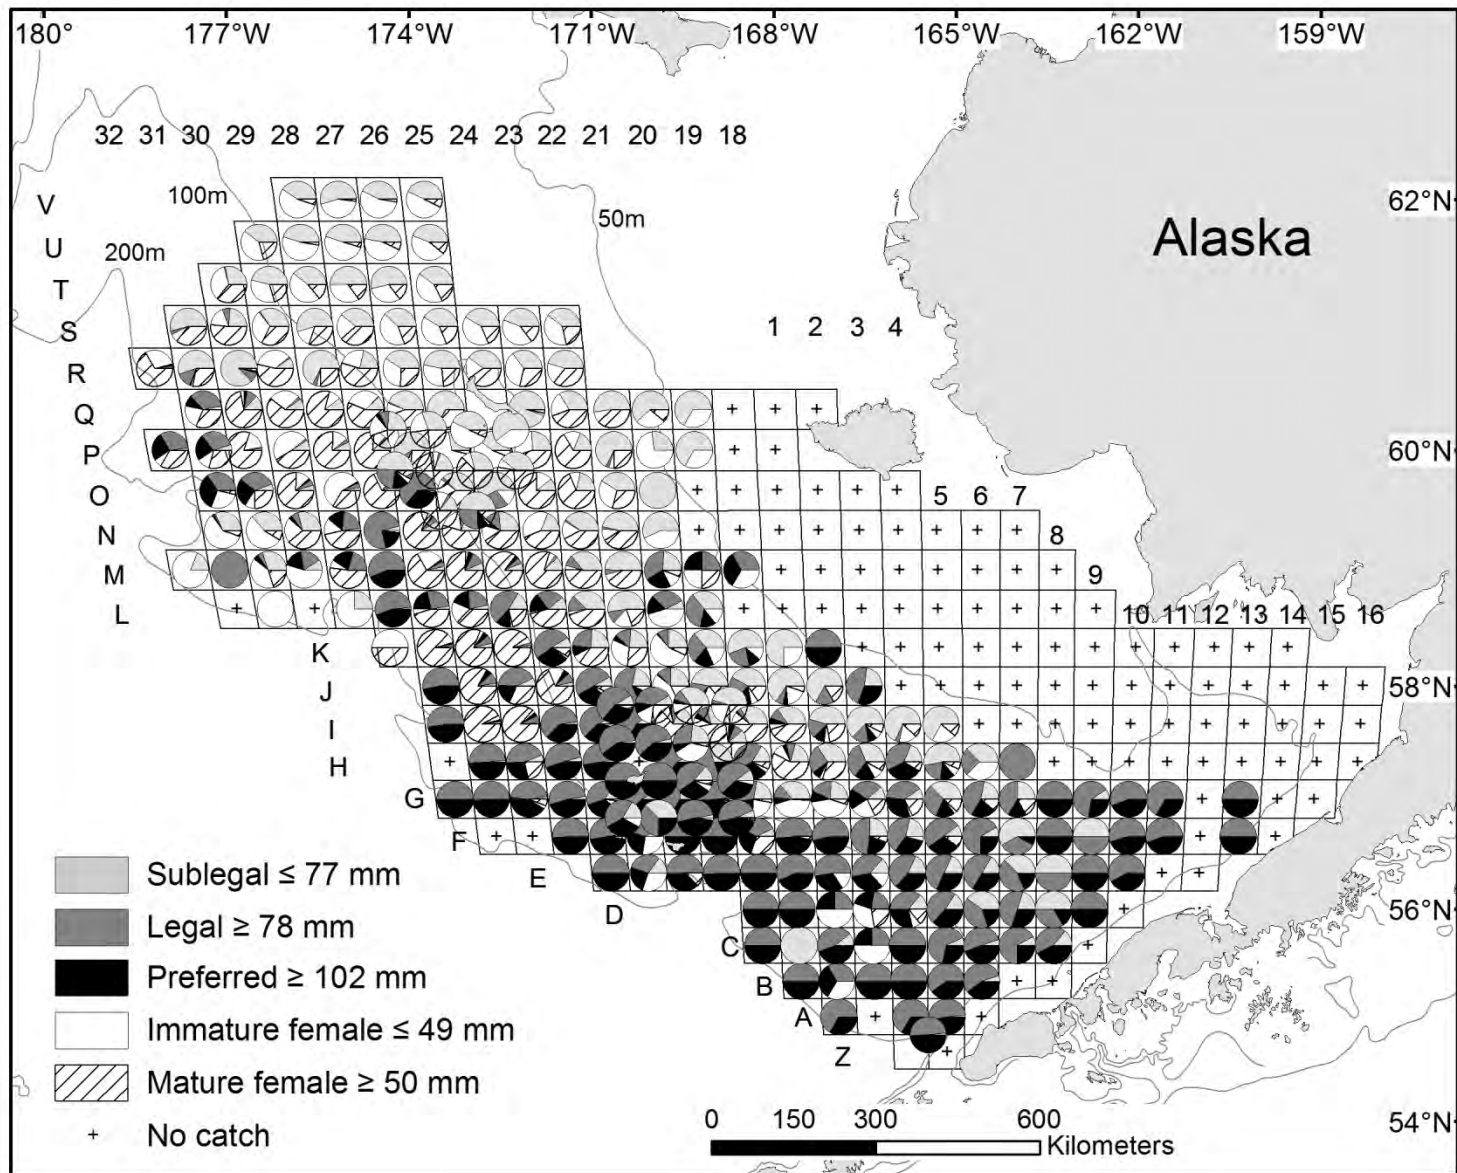 180° 177°W 174°W 171°W 168°W 165°W 162°W 159°W
32 31 30 29 28 27 26 25 24 23 22 21 20 19 18
V 100m 50m 62°N
U 200m Alaska
T
S 1 2 3 4
R
Q
P 60°N
O 5 6 7
N 8
M 9
L 10 11 12 13 14 15 16
K
J 58°N
I
H
G
F
Sublegal ≤ 77 mm
E
D 56°N
Legal ≥ 78 mm
C
Preferred ≥ 102 mm
B
A
Immature female ≤ 49 mm
Z
Mature female ≥ 50 mm
0 150 300 600
54°N
No catch
Kilometers